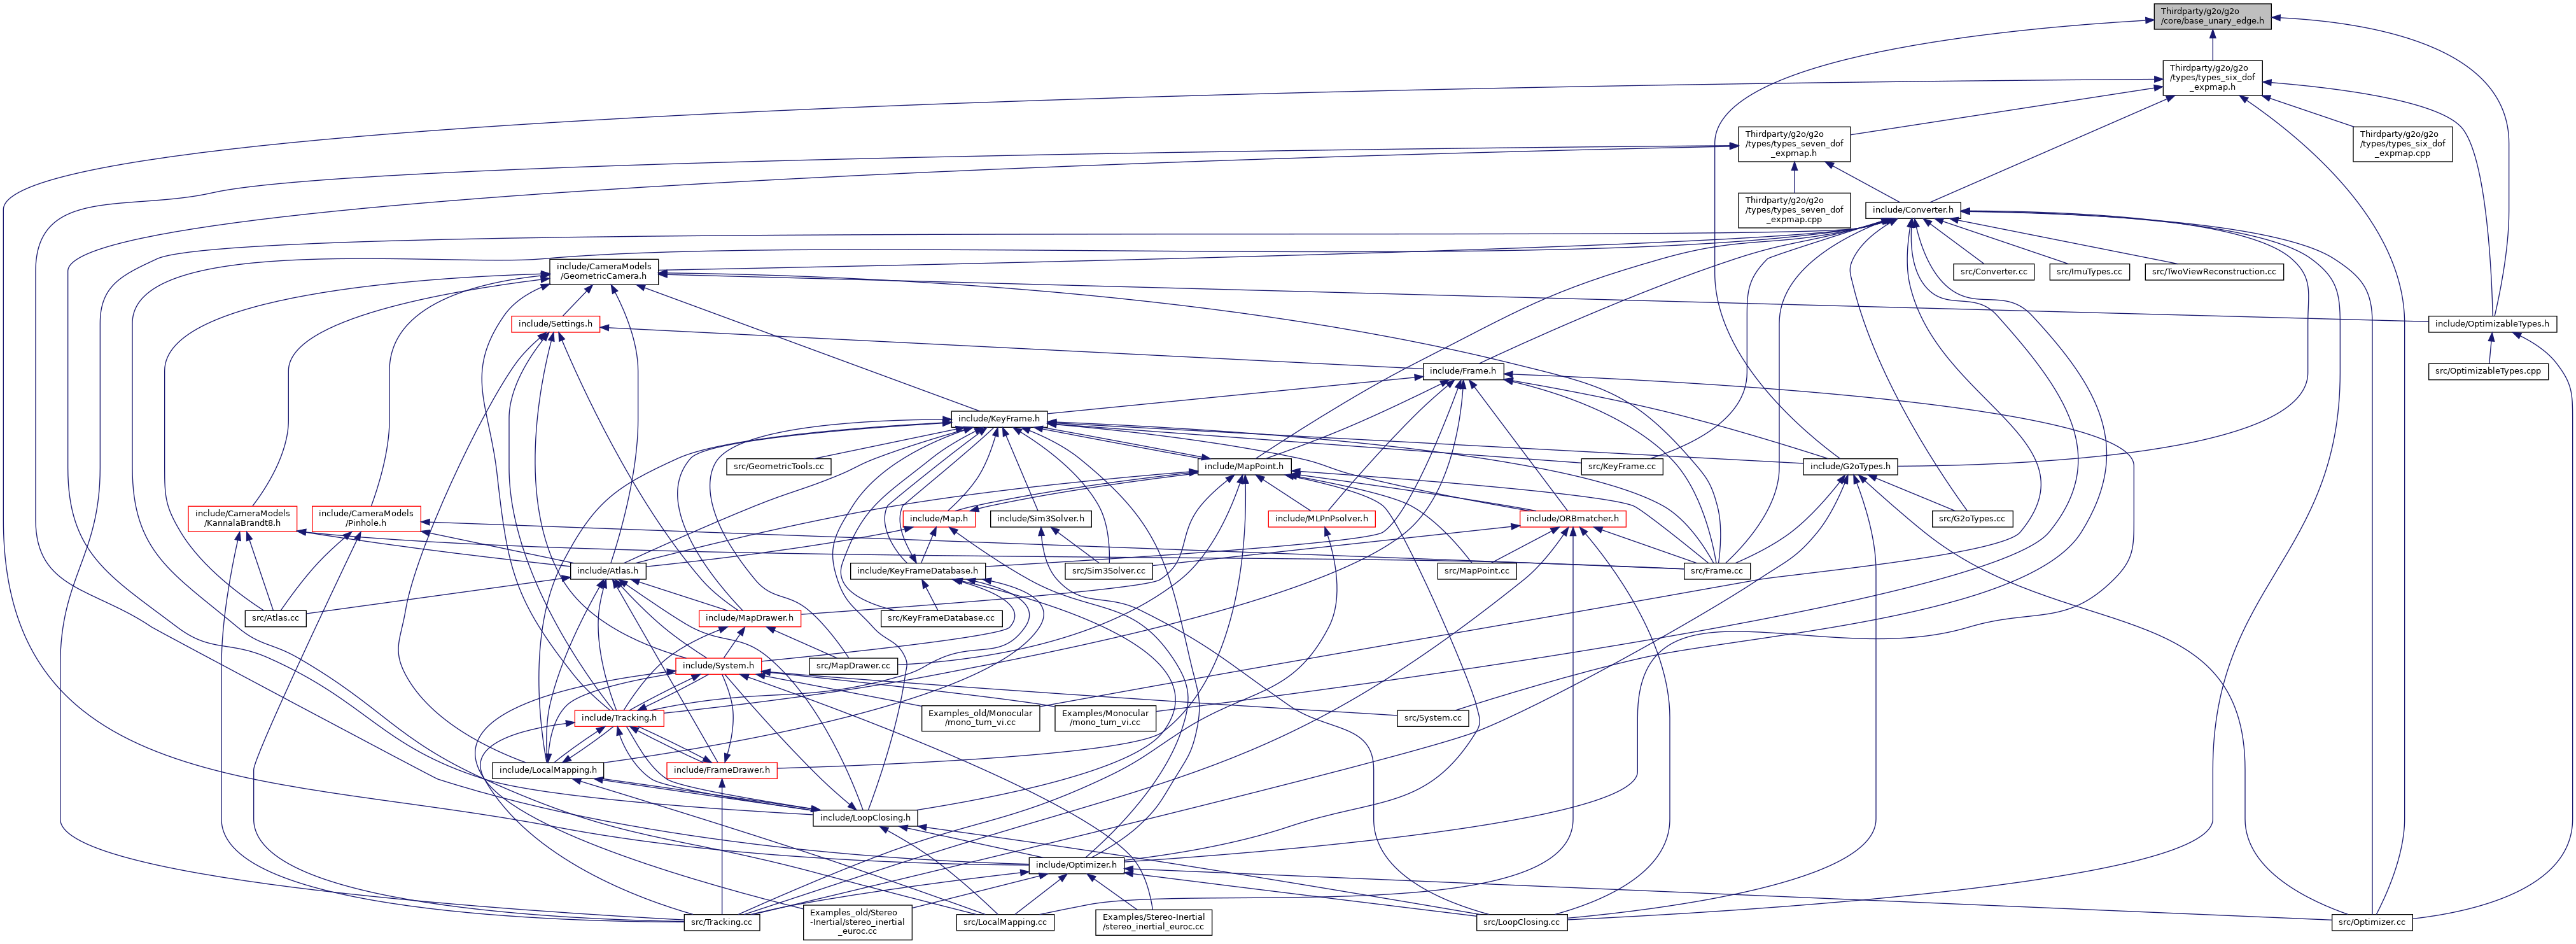 Thirdparty/g2o/g2o
/core/base_unary_edge.h
Thirdparty/g2o/g2o
/types/types_six_dof
_expmap.h
Thirdparty/g2o/g2o
/types/types_seven_dof
_expmap.h
Thirdparty/g2o/g2o
/types/types_six_dof
_expmap.cpp
Thirdparty/g2o/g2o
/types/types_seven_dof
_expmap.cpp
include/Converter.h
include/CameraModels
/GeometricCamera.h
src/Converter.cc
src/ImuTypes.cc
src/TwoViewReconstruction.cc
include/Settings.h
include/OptimizableTypes.h
include/Frame.h
src/OptimizableTypes.cpp
include/KeyFrame.h
src/GeometricTools.cc
include/MapPoint.h
src/KeyFrame.cc
include/G2oTypes.h
include/CameraModels
/KannalaBrandt8.h
include/CameraModels
/Pinhole.h
include/Map.h
include/Sim3Solver.h
include/MLPnPsolver.h
include/ORBmatcher.h
src/G2oTypes.cc
include/Atlas.h
include/KeyFrameDatabase.h
src/Sim3Solver.cc
src/MapPoint.cc
src/Frame.cc
src/Atlas.cc
include/MapDrawer.h
src/KeyFrameDatabase.cc
include/System.h
src/MapDrawer.cc
include/Tracking.h
Examples_old/Monocular
/mono_tum_vi.cc
Examples/Monocular
/mono_tum_vi.cc
src/System.cc
include/LocalMapping.h
include/FrameDrawer.h
include/LoopClosing.h
include/Optimizer.h
src/Tracking.cc
Examples_old/Stereo
-Inertial/stereo_inertial
_euroc.cc
src/LocalMapping.cc
Examples/Stereo-Inertial
/stereo_inertial_euroc.cc
src/LoopClosing.cc
src/Optimizer.cc